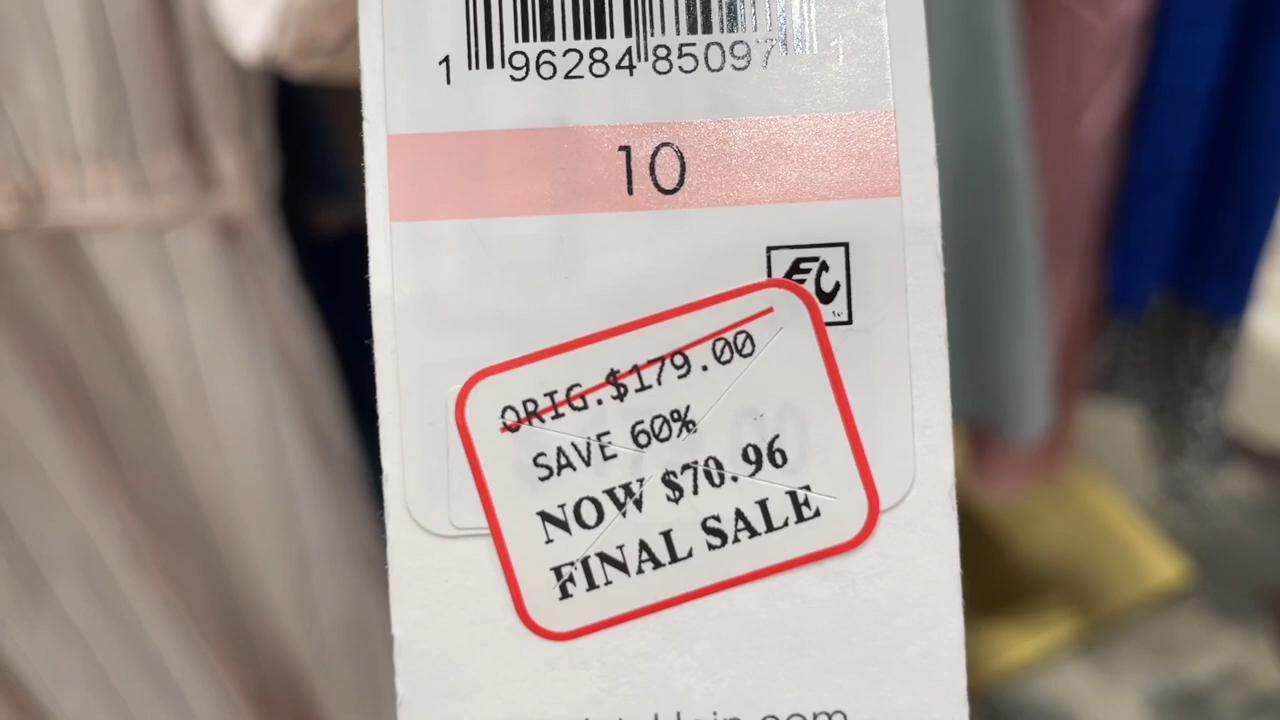 1 96284 85097 1
10
EC
ORIG.$179.00
SAVE 60%
NOW $70.96
FINAL SALE